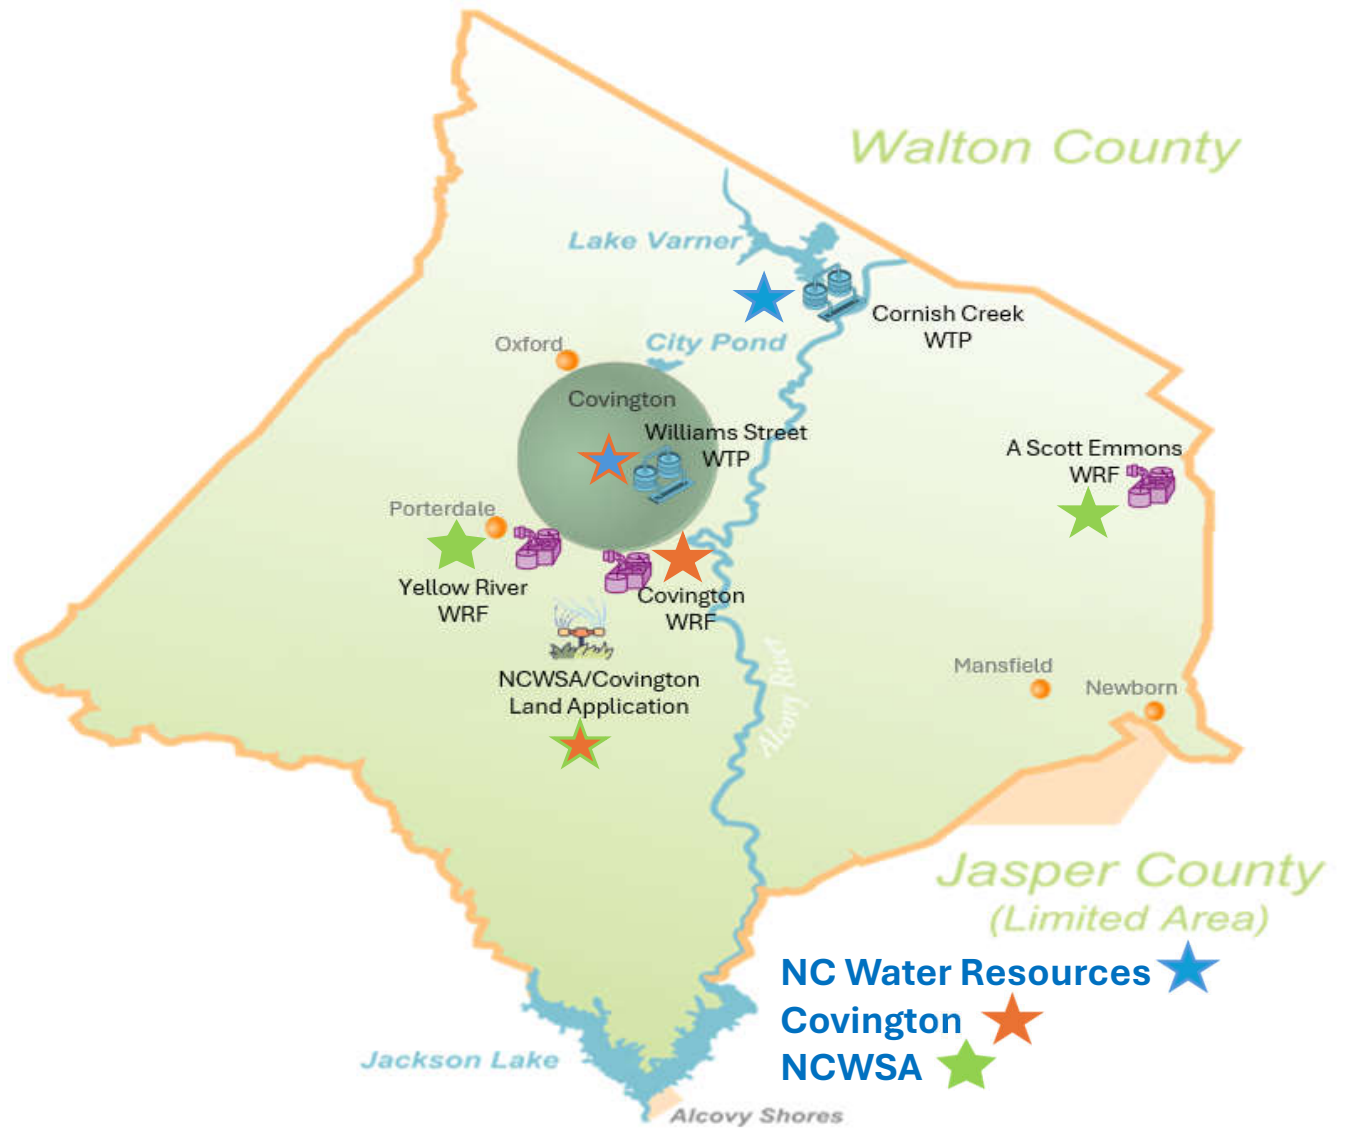 Walton County
Lake Varner
Cornish Creek
WTP
Oxford
City Pond
Covington
Williams Street
WTP
A Scott Emmons
WRF
Porterdale
Yellow River
WRF
Covington
WRF
NCWSA/Covington
Land Application
Alcovy River
Mansfield
Newborn
Jasper County
(Limited Area)
NC Water Resources
Covington
NCWSA
Jackson Lake
Alcovy Shores